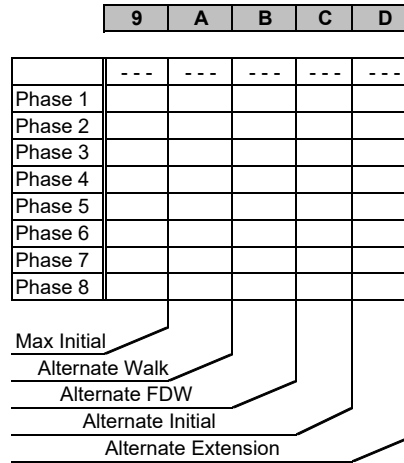 9 A B C D
- - - - - - - - - - - - - - -
Phase 1
Phase 2
Phase 3
Phase 4
Phase 5
Phase 6
Phase 7
Phase 8
Max Initial
Alternate Walk
Alternate FDW
Alternate Initial
Alternate Extension